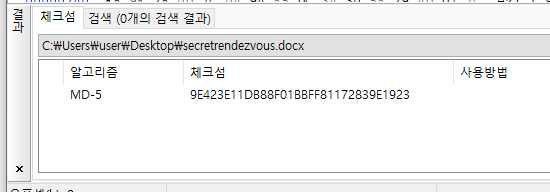 결과
체크섬 검색 (0개의 검색 결과)
C:₩Users₩user₩Desktop₩secretrendezvous.docx
알고리즘 체크섬 사용방법
MD-5 9E423E11DB88F01BBFF81172839E1923